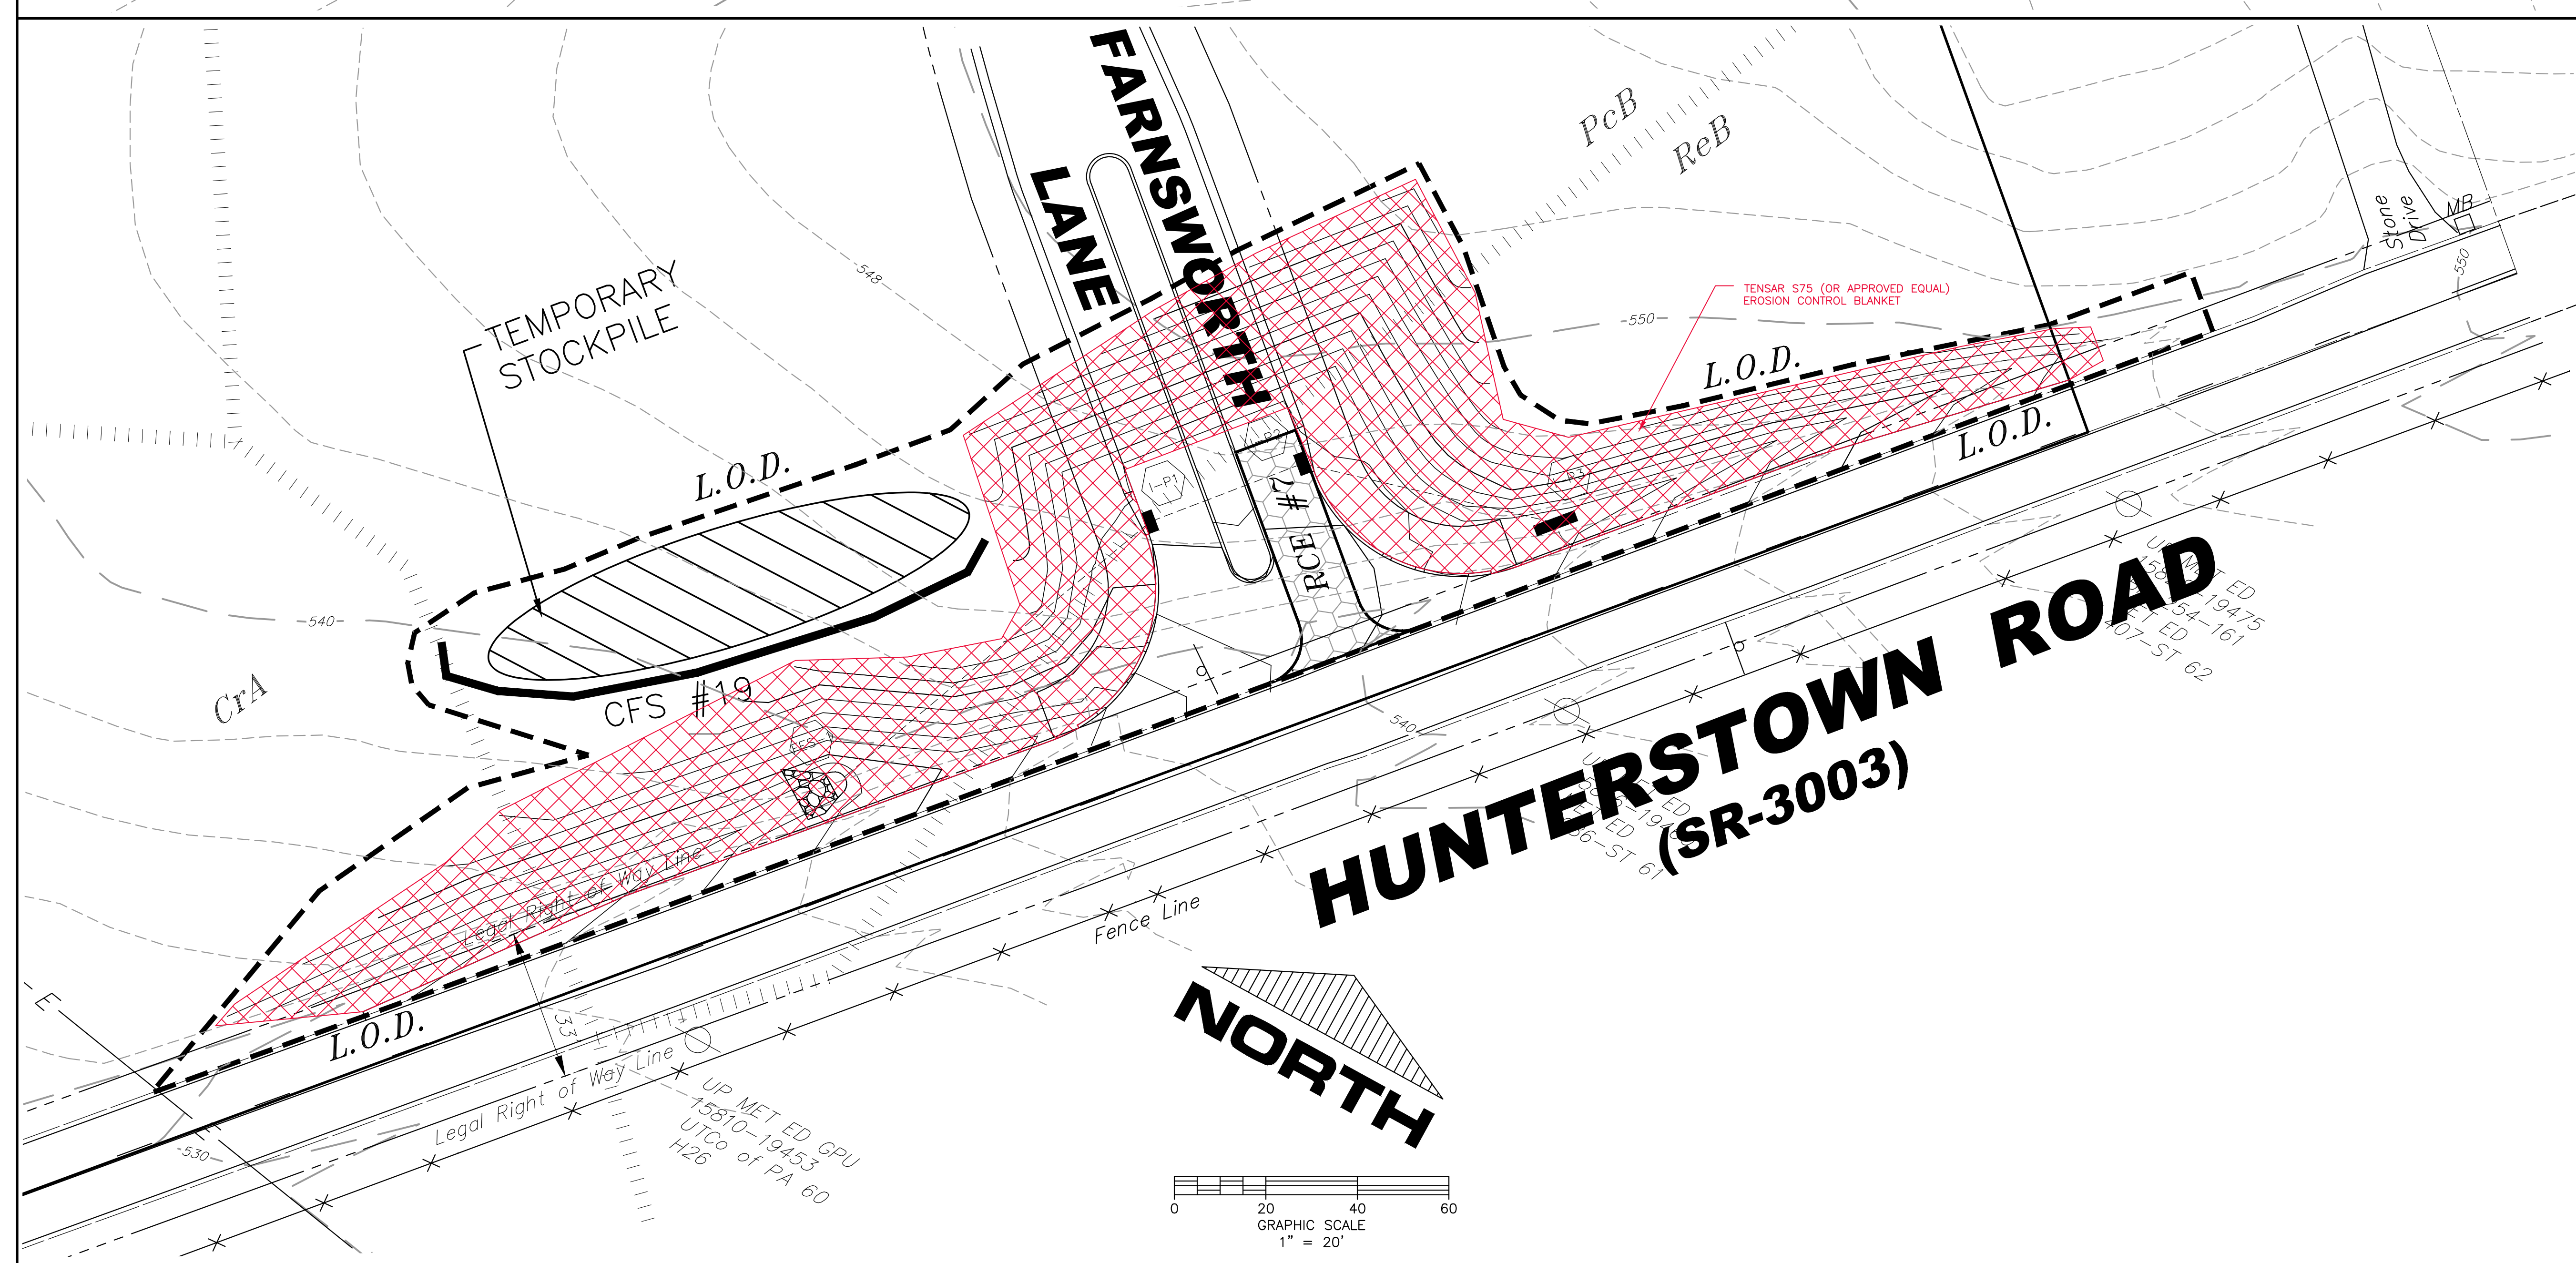 FARNSWORTH
LANE
PcB
ReB
Stone
Drive
MB
550
548
TEMPORARY
STOCKPILE
TENSAR S75 (OR APPROVED EQUAL)
EROSION CONTROL BLANKET
-550-
L.O.D.
L.O.D.
L.O.D.
I-P1
RCE #7
-540-
CrA
CFS #19
540
HUNTERSTOWN ROAD
(SR-3003)
407-ST 62
Legal Right of Way Line
L.O.D.
33'
Fence Line
E
-530-
Legal Right of Way Line
UP MET ED GPU
15810-19453
UTCo of PA 60
H26
NORTH
0 20 40 60
GRAPHIC SCALE
1" = 20'